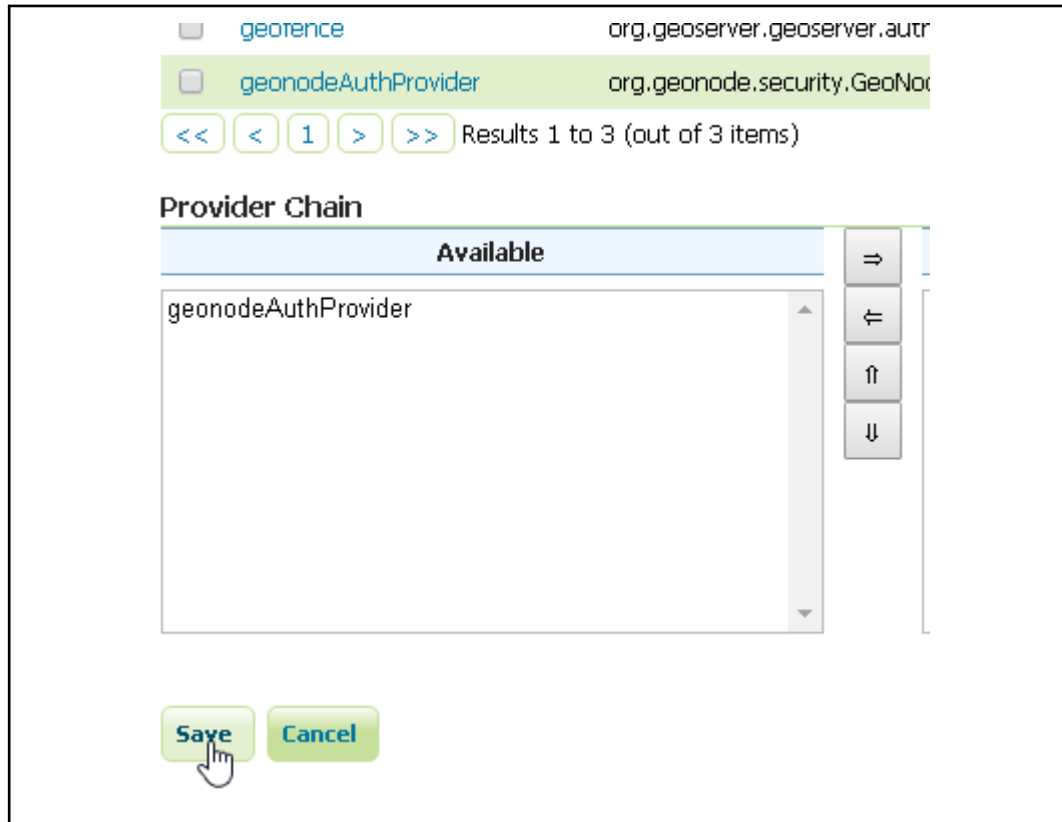 geofence org.geoserver.geoserver.auth
geonodeAuthProvider org.geonode.security.GeoNod
<< < 1 > >> Results 1 to 3 (out of 3 items)
Provider Chain
Available ⇒
geonodeAuthProvider ⇐
⇑
⇓
Save Cancel